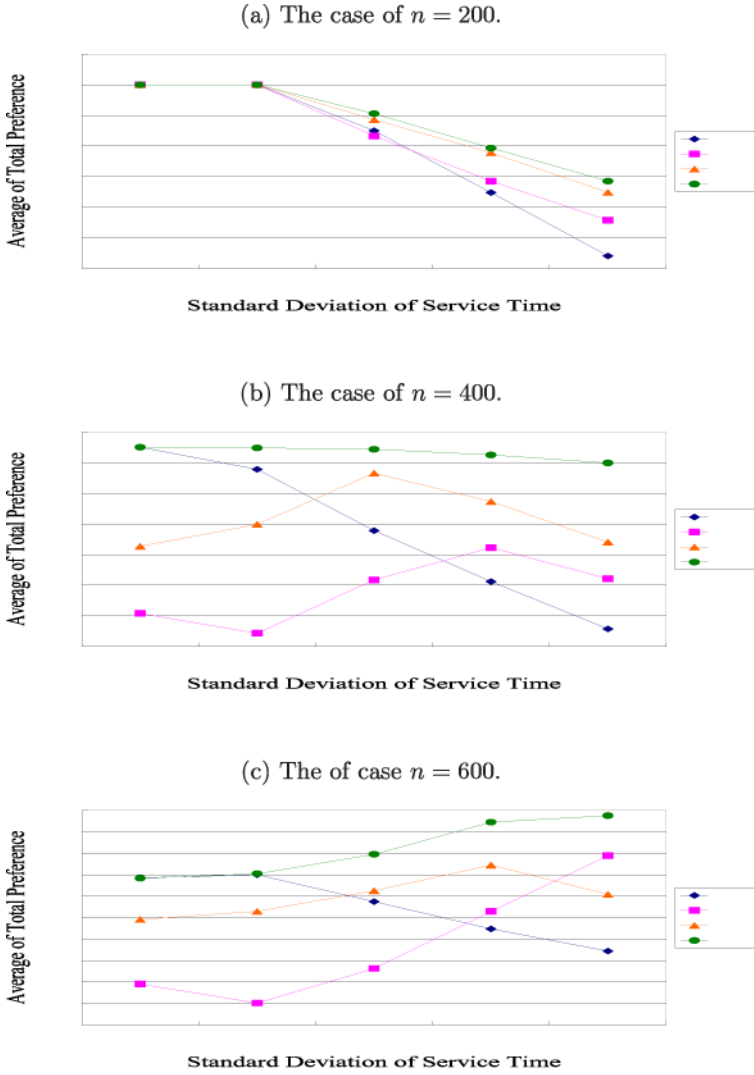 (a) The case of n = 200.
Average of Total Preference
Standard Deviation of Service Time
(b) The case of n = 400.
Average of Total Preference
Standard Deviation of Service Time
(c) The of case n = 600.
Average of Total Preference
Standard Deviation of Service Time